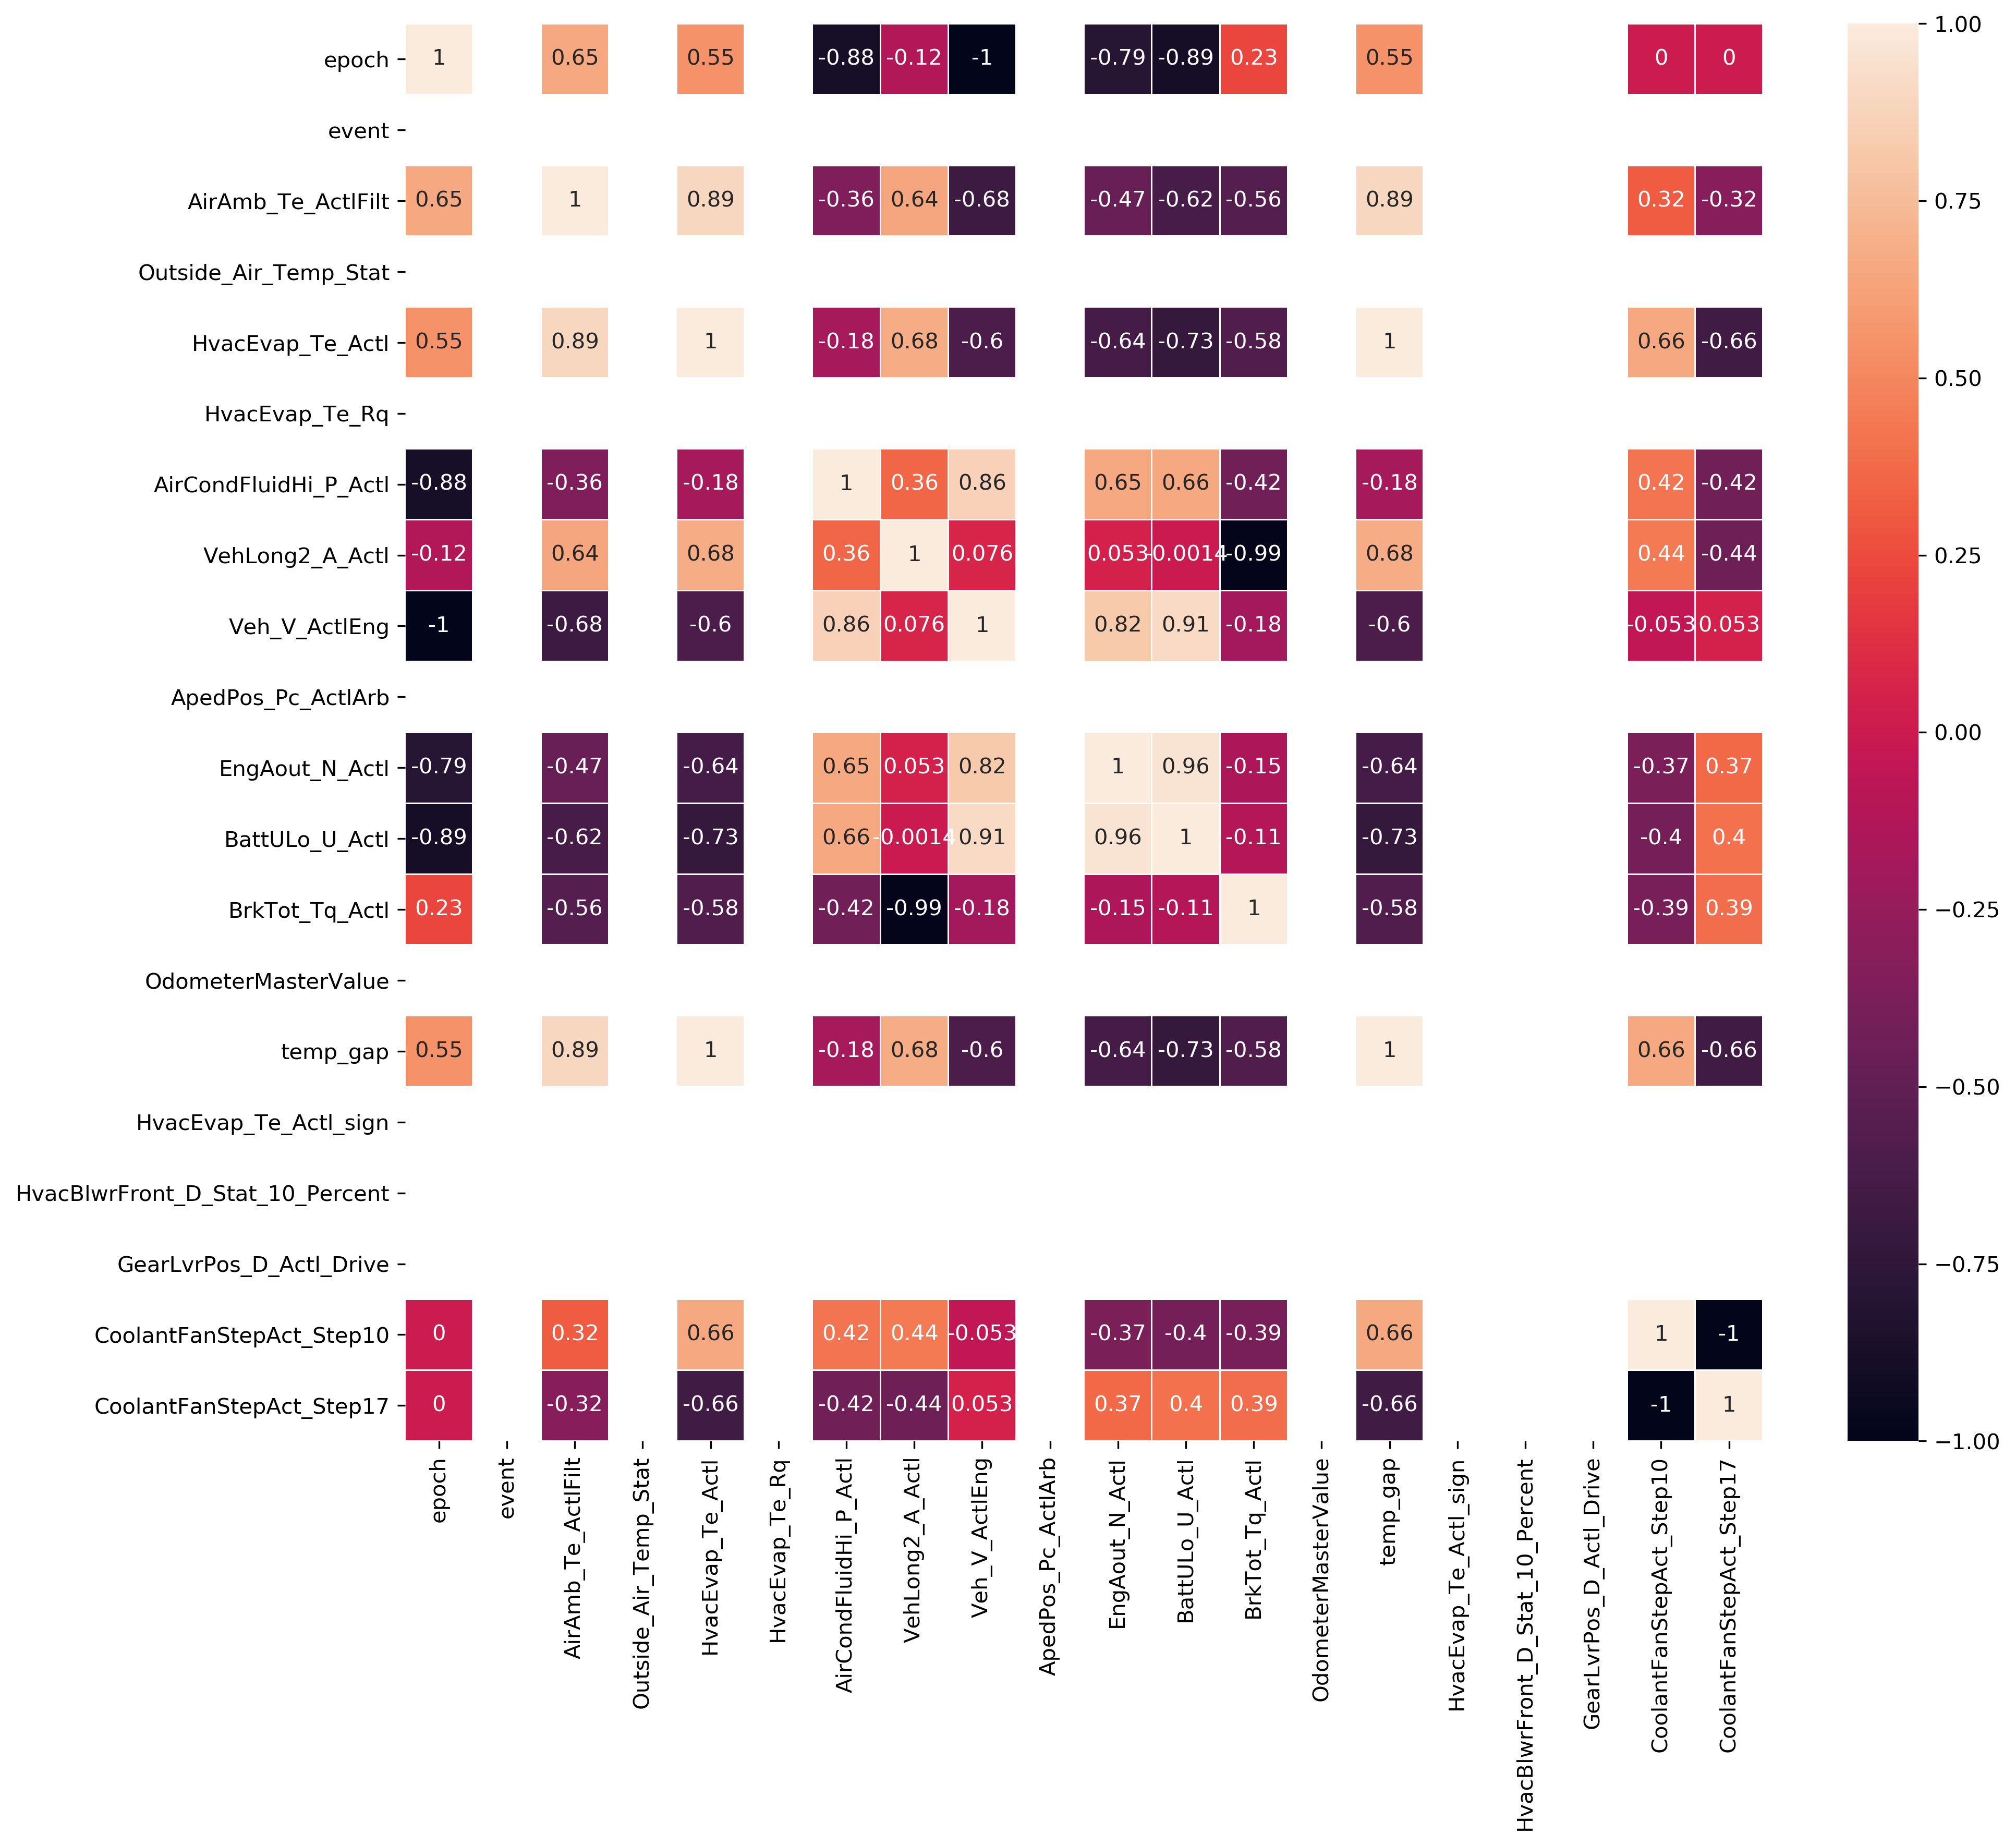 epoch 1 0.65 0.55 -0.88 -0.12 -1 -0.79 -0.89 0.23 0.55 0 0
event
AirAmb_Te_ActlFilt 0.65 1 0.89 -0.36 0.64 -0.68 -0.47 -0.62 -0.56 0.89 0.32 -0.32
Outside_Air_Temp_Stat
HvacEvap_Te_Actl 0.55 0.89 1 -0.18 0.68 -0.6 -0.64 -0.73 -0.58 1 0.66 -0.66
HvacEvap_Te_Rq
AirCondFluidHi_P_Actl -0.88 -0.36 -0.18 1 0.36 0.86 0.65 0.66 -0.42 -0.18 0.42 -0.42
VehLong2_A_Actl -0.12 0.64 0.68 0.36 1 0.076 0.053 -0.0014 -0.99 0.68 0.44 -0.44
Veh_V_ActlEng -1 -0.68 -0.6 0.86 0.076 1 0.82 0.91 -0.18 -0.6 -0.053 0.053
ApedPos_Pc_ActlArb
EngAout_N_Actl -0.79 -0.47 -0.64 0.65 0.053 0.82 1 0.96 -0.15 -0.64 -0.37 0.37
BattULo_U_Actl -0.89 -0.62 -0.73 0.66 -0.0014 0.91 0.96 1 -0.11 -0.73 -0.4 0.4
BrkTot_Tq_Actl 0.23 -0.56 -0.58 -0.42 -0.99 -0.18 -0.15 -0.11 1 -0.58 -0.39 0.39
OdometerMasterValue
temp_gap 0.55 0.89 1 -0.18 0.68 -0.6 -0.64 -0.73 -0.58 1 0.66 -0.66
HvacEvap_Te_Actl_sign
HvacBlwrFront_D_Stat_10_Percent
GearLvrPos_D_Actl_Drive
CoolantFanStepAct_Step10 0 0.32 0.66 0.42 0.44 -0.053 -0.37 -0.4 -0.39 0.66 1 -1
CoolantFanStepAct_Step17 0 -0.32 -0.66 -0.42 -0.44 0.053 0.37 0.4 0.39 -0.66 -1 1
epoch
event
AirAmb_Te_ActlFilt
Outside_Air_Temp_Stat
HvacEvap_Te_Actl
HvacEvap_Te_Rq
AirCondFluidHi_P_Actl
VehLong2_A_Actl
Veh_V_ActlEng
ApedPos_Pc_ActlArb
EngAout_N_Actl
BattULo_U_Actl
BrkTot_Tq_Actl
OdometerMasterValue
temp_gap
HvacEvap_Te_Actl_sign
HvacBlwrFront_D_Stat_10_Percent
GearLvrPos_D_Actl_Drive
CoolantFanStepAct_Step10
CoolantFanStepAct_Step17
1.00
0.75
0.50
0.25
0.00
−0.25
−0.50
−0.75
−1.00